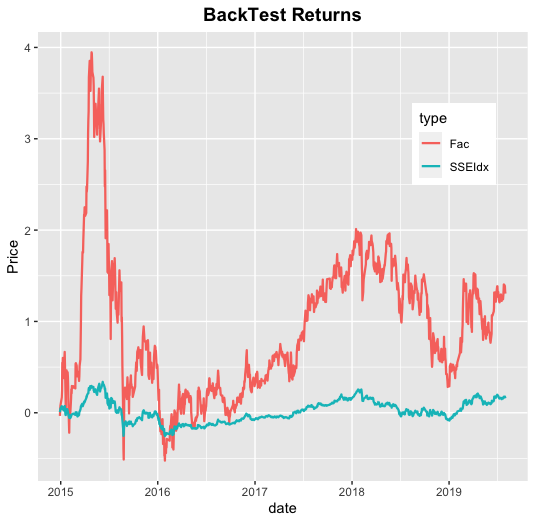 BackTest Returns
Price
4
3
2
1
0
type
Fac
SSEIdx
2015 2016 2017 2018 2019
date